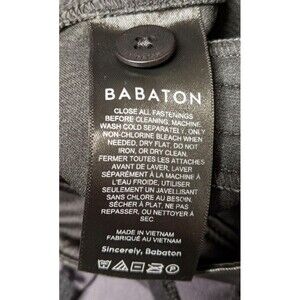 BABATON
CLOSE ALL FASTENINGS
BEFORE CLEANING, MACHINE
WASH COLD SEPARATELY, ONLY
NON-CHLORINE BLEACH WHEN
NEEDED, DRY FLAT, DO NOT
IRON, OR DRY CLEAN.
FERMER TOUTES LES ATTACHES
AVANT DE LAVER, LAVER
SÉPARÉMENT À LA MACHINE À
L'EAU FROIDE, UTILISER
SEULEMENT UN JAVELLISANT
SANS CHLORE AU BESOIN.
SÉCHER À PLAT. NE PAS
REPASSER, OU NETTOYER À
SEC
MADE IN VIETNAM
FABRIQUÉ AU VIETNAM
Sincerely, Babaton